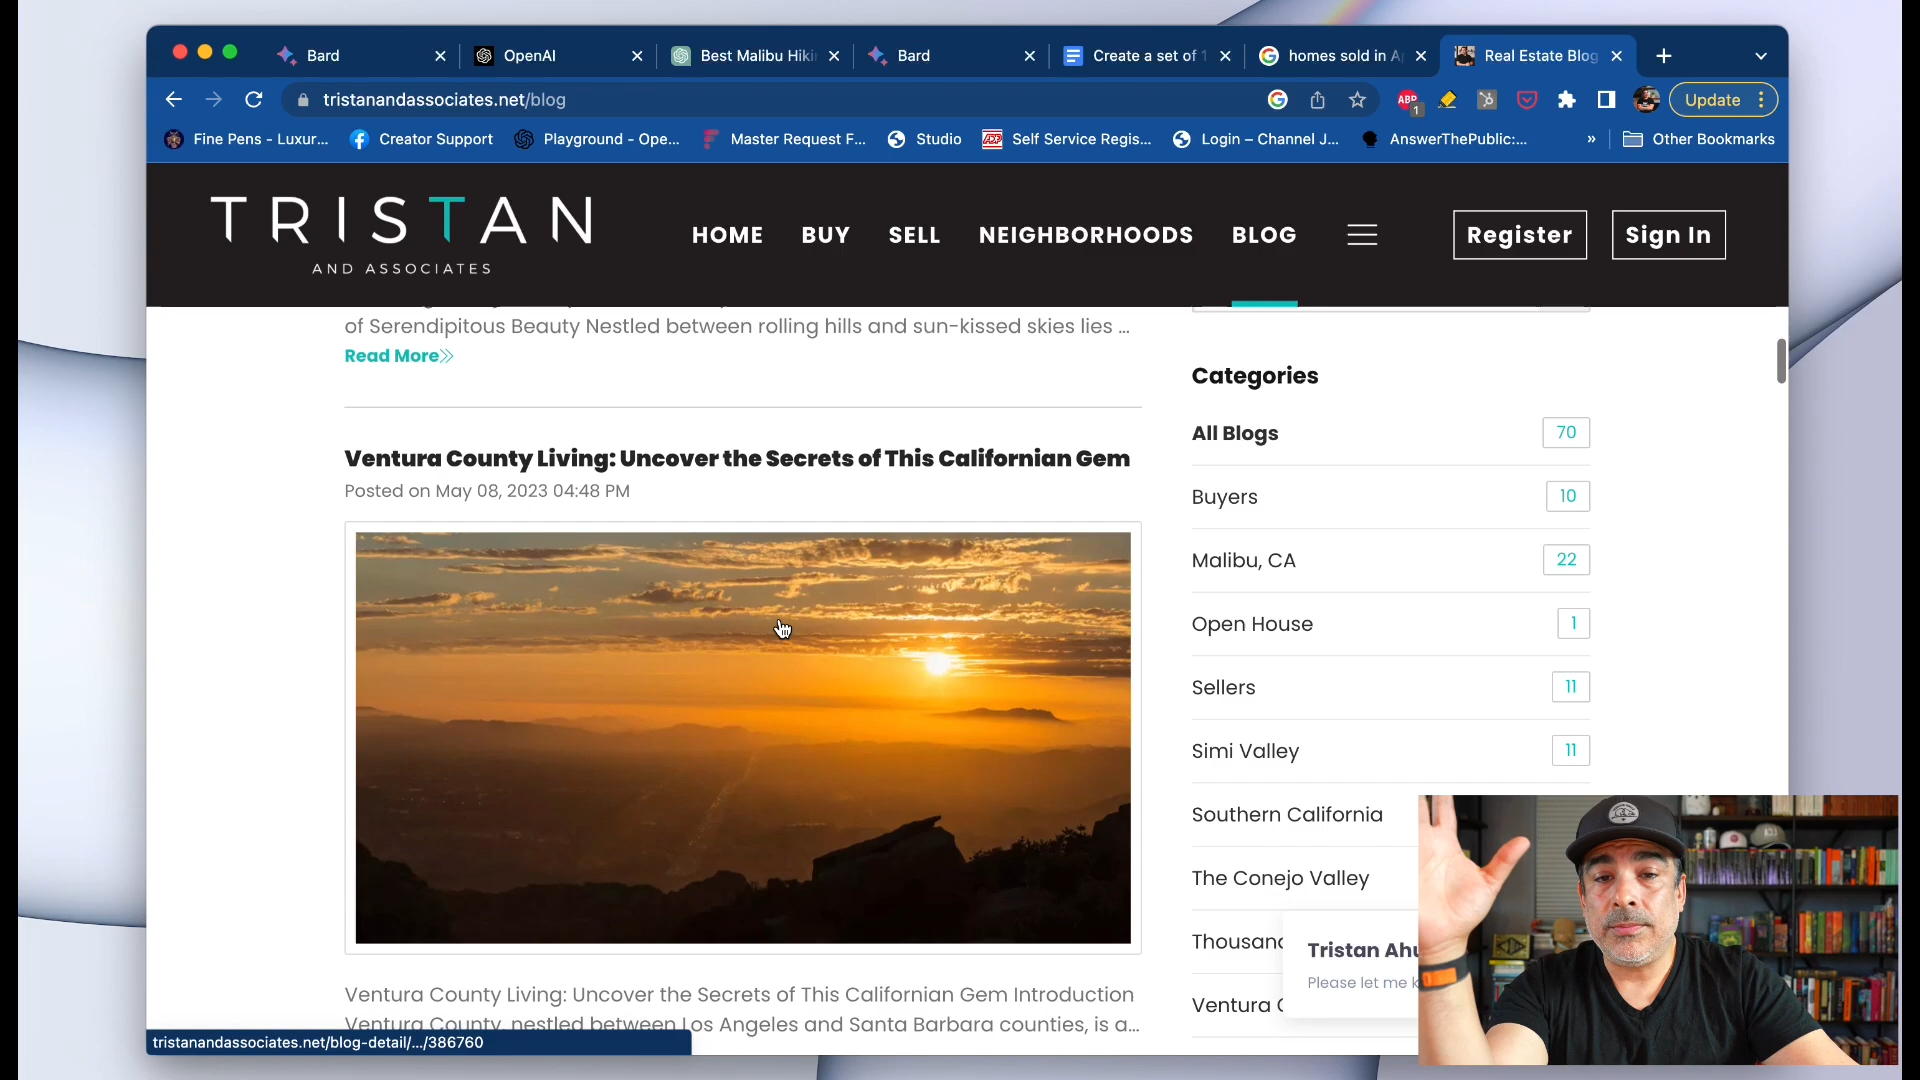 Bard
OpenAI
Best Malibu Hiki
Bard
Create a set of 1
homes sold in A
Real Estate Blog
tristanandassociates.net/blog
ABP
1
Update
Fine Pens - Luxur...
Creator Support
Playground - Ope...
Master Request F...
Studio
ADP
Self Service Regis...
Login – Channel J...
AnswerThePublic:...
»
Other Bookmarks
TRISTAN
AND ASSOCIATES
HOME
BUY
SELL
NEIGHBORHOODS
BLOG
Register
Sign In
of Serendipitous Beauty Nestled between rolling hills and sun-kissed skies lies ...
Read More»
Ventura County Living: Uncover the Secrets of This Californian Gem
Posted on May 08, 2023 04:48 PM
Ventura County Living: Uncover the Secrets of This Californian Gem Introduction
Ventura County, nestled between Los Angeles and Santa Barbara counties, is a...
Categories
All Blogs 70
Buyers 10
Malibu, CA 22
Open House 1
Sellers 11
Simi Valley 11
Southern California
The Conejo Valley
Thousand
Ventura C
Tristan Ahu
Please let me k
tristanandassociates.net/blog-detail/.../386760